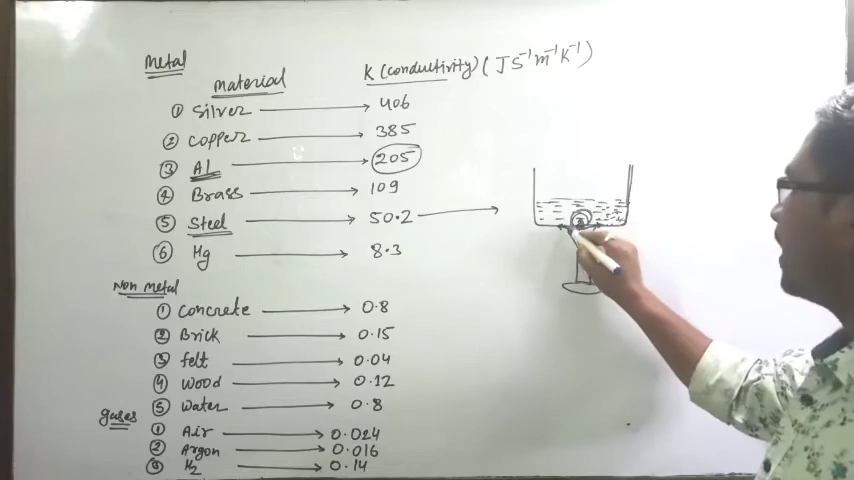 Metal
Material K (conductivity) ( J S⁻¹ m⁻¹ K⁻¹ )
① Silver → 406
② Copper → 385
③ Al → 205
④ Brass → 109
⑤ Steel → 50.2 →
⑥ Hg → 8.3
Non metal
① Concrete → 0.8
② Brick → 0.15
③ felt → 0.04
④ wood → 0.12
⑤ water → 0.8
gases
① Air → 0.024
② Argon → 0.016
③ H₂ → 0.14